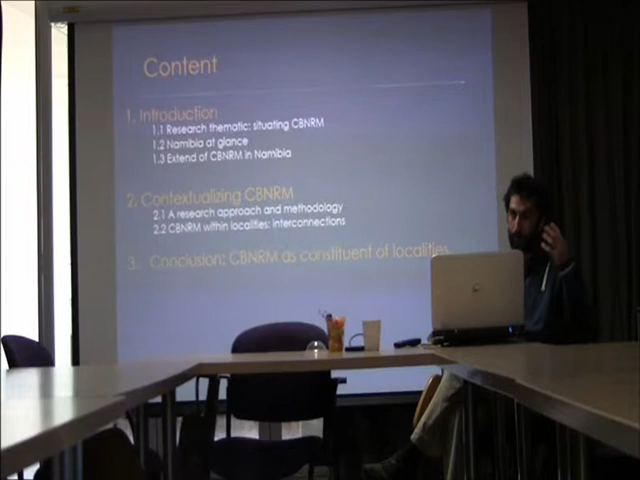 Content
1. Introduction
1.1 Research thematic: situating CBNRM
1.2 Namibia at glance
1.3 Extend of CBNRM in Namibia
2. Contextualizing CBNRM
2.1 A research approach and methodology
2.2 CBNRM within localities: interconnections
3. Conclusion: CBNRM as constituent of localities